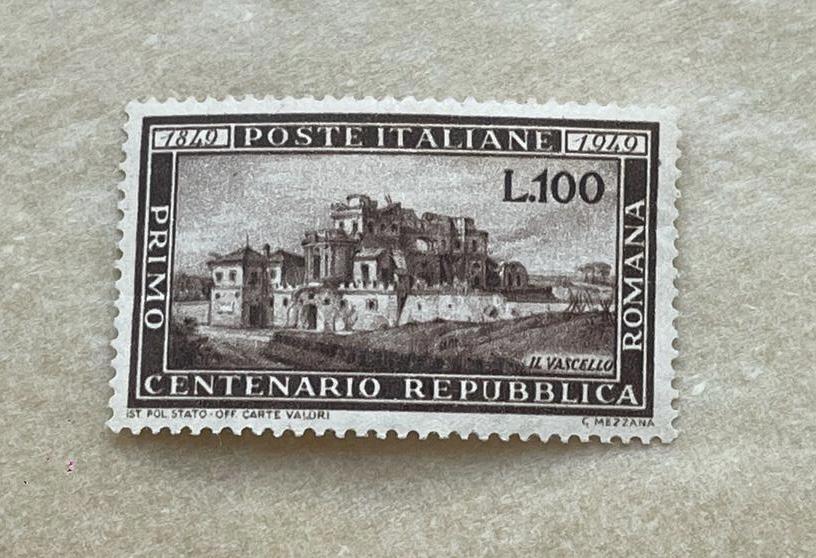 1849 POSTE ITALIANE 1949
L.100
PRIMO
ROMANA
IL VASCELLO
CENTENARIO REPUBBLICA
IST. POL. STATO - OFF. CARTE VALORI
C. MEZZANA